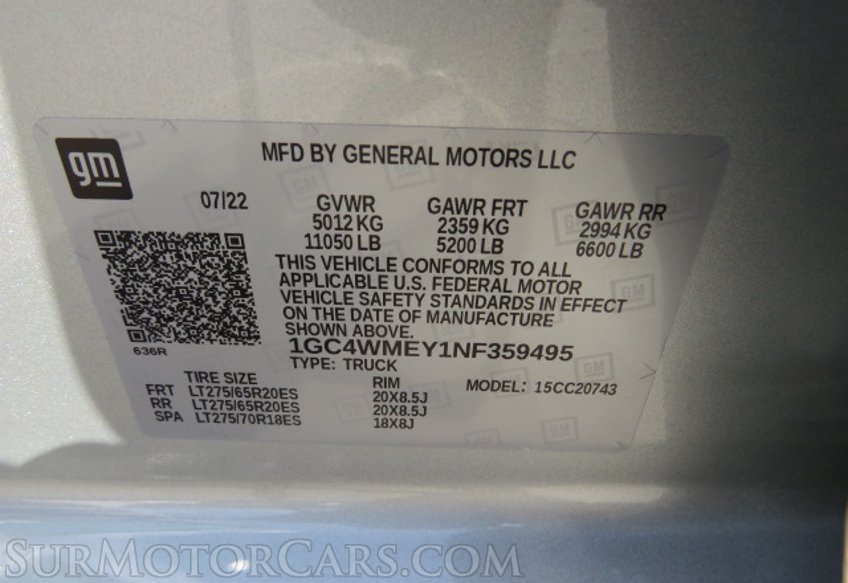 gm
MFD BY GENERAL MOTORS LLC
07/22 GVWR GAWR FRT GAWR RR
5012 KG 2359 KG 2994 KG
11050 LB 5200 LB 6600 LB
THIS VEHICLE CONFORMS TO ALL
APPLICABLE U.S. FEDERAL MOTOR
VEHICLE SAFETY STANDARDS IN EFFECT
ON THE DATE OF MANUFACTURE
SHOWN ABOVE.
636R
1GC4WMEY1NF359495
TYPE: TRUCK
TIRE SIZE RIM MODEL: 15CC20743
FRT LT275/65R20ES 20X8.5J
RR LT275/65R20ES 20X8.5J
SPA LT275/70R18ES 18X8J
SURMOTORCARS.COM